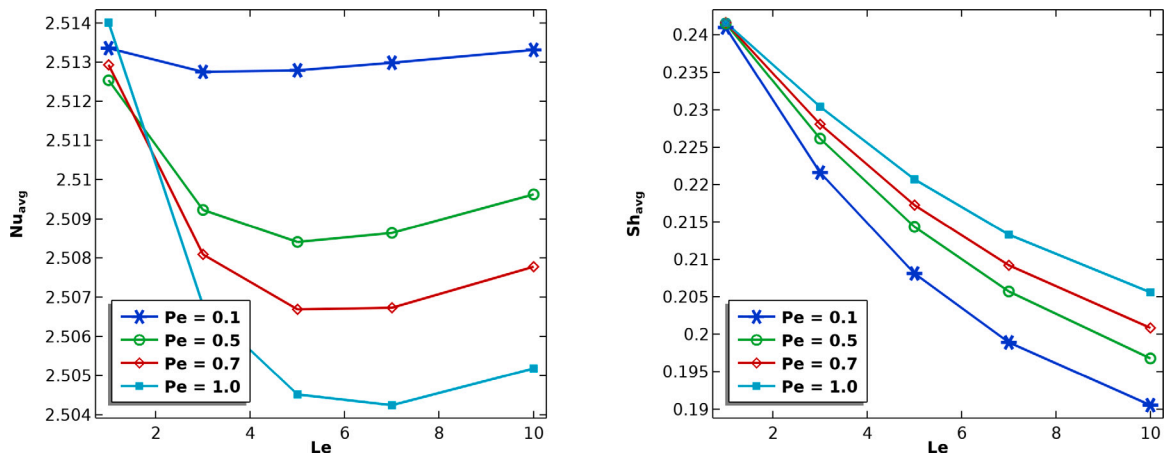 2.514
2.513
2.512
2.511
2.51
2.509
2.508
2.507
2.506
2.505
2.504
Nu_avg
Pe = 0.1
Pe = 0.5
Pe = 0.7
Pe = 1.0
2 4 6 8 10
Le
0.24
0.235
0.23
0.225
0.22
0.215
0.21
0.205
0.2
0.195
0.19
Sh_avg
Pe = 0.1
Pe = 0.5
Pe = 0.7
Pe = 1.0
2 4 6 8 10
Le